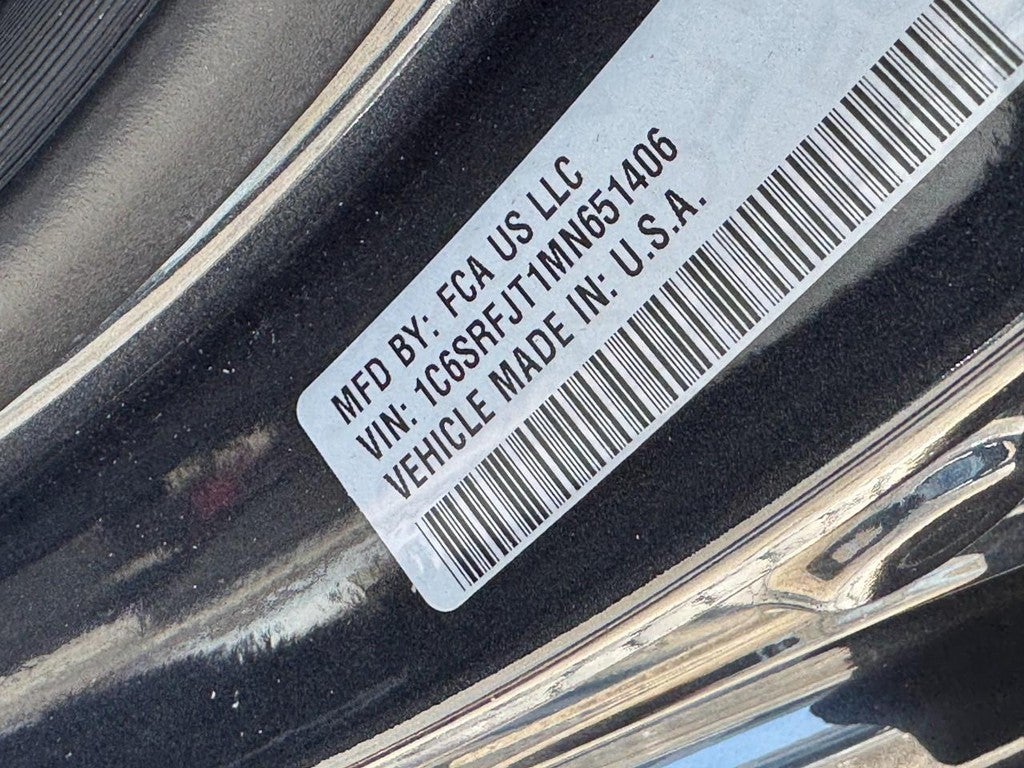 MFD BY: FCA US LLC
VIN: 1C6SRFJT1MN651406
VEHICLE MADE IN: U.S.A.